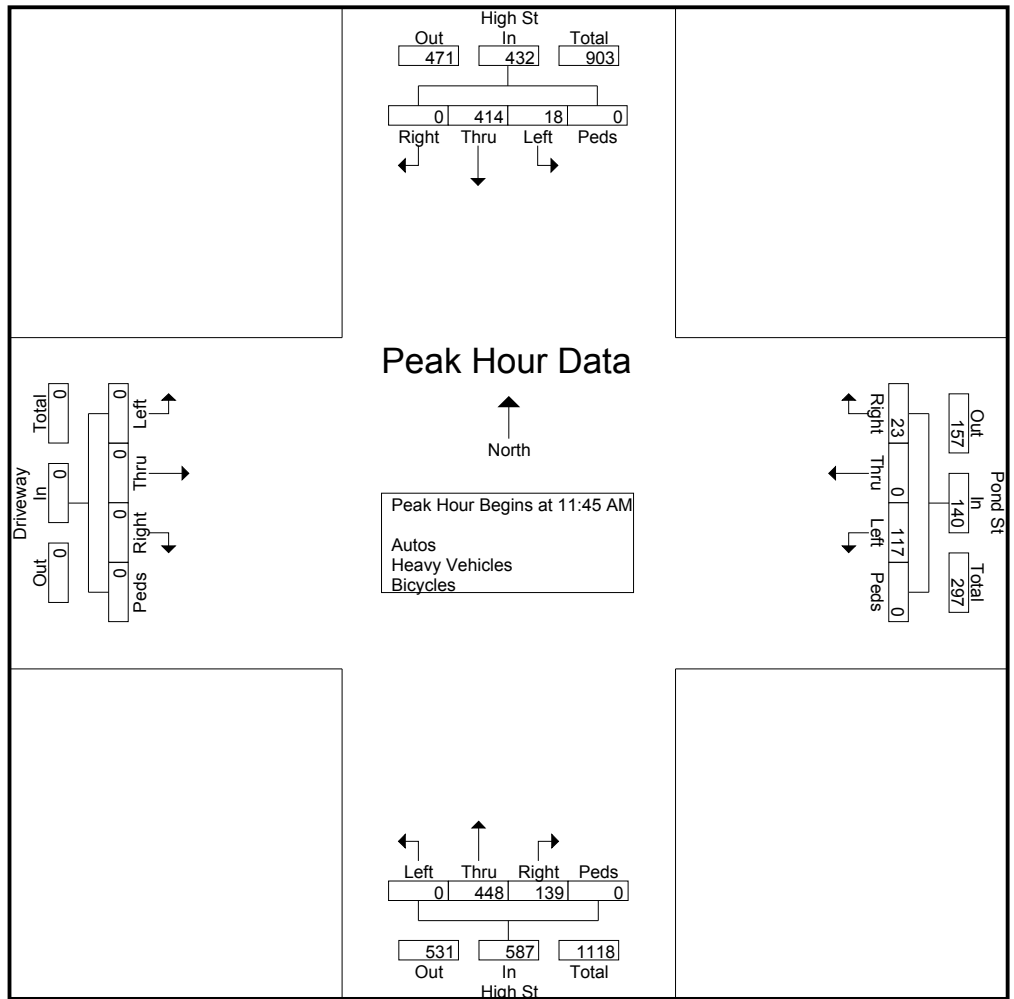 High St
Out In Total
471 432 903
0 414 18 0
Right Thru Left Peds
Peak Hour Data
North
Peak Hour Begins at 11:45 AM
Autos
Heavy Vehicles
Bicycles
Driveway
Out In Total
0 0 0
0 0 0 0
Left Thru Right Peds
Pond St
Out In Total
157 140 297
23 0 117 0
Right Thru Left Peds
Left Thru Right Peds
0 448 139 0
531 587 1118
Out In Total
High St